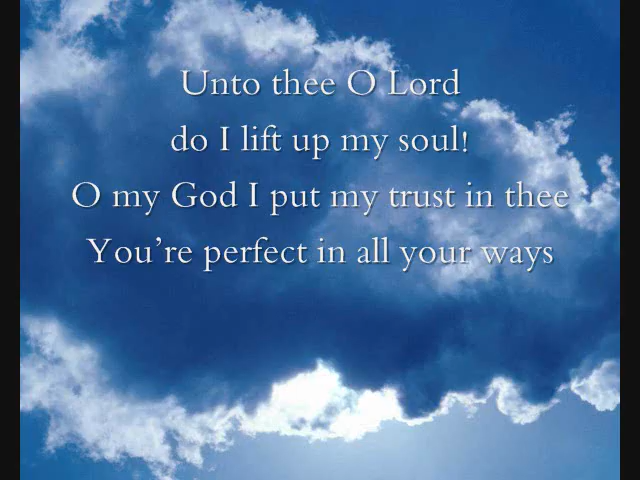 Unto thee O Lord
do I lift up my soul!
O my God I put my trust in thee
You're perfect in all your ways